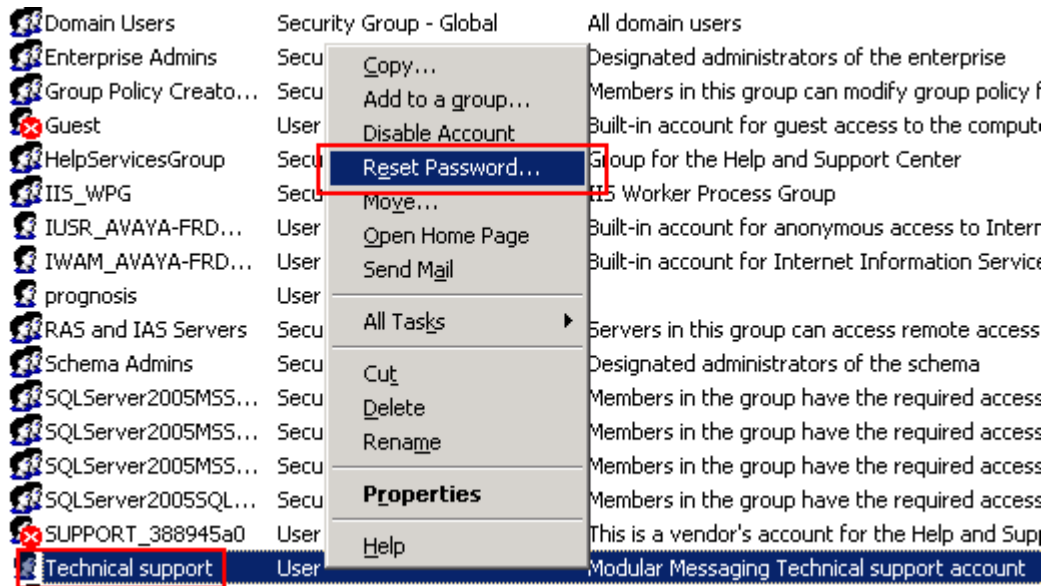 Domain Users Security Group - Global All domain users
Enterprise Admins Secu Designated administrators of the enterprise
Copy...
Group Policy Creato... Secu Members in this group can modify group policy f
Add to a group...
Guest User Built-in account for guest access to the compute
Disable Account
HelpServicesGroup Secu Group for the Help and Support Center
Reset Password...
IIS_WPG Secu IIS Worker Process Group
Move...
IUSR_AVAYA-FRD... User Built-in account for anonymous access to Intern
Open Home Page
IWAM_AVAYA-FRD... User Built-in account for Internet Information Service
Send Mail
prognosis User
All Tasks
RAS and IAS Servers Secu Servers in this group can access remote access
Schema Admins Secu Designated administrators of the schema
Cut
SQLServer2005MSS... Secu Members in the group have the required access
Delete
SQLServer2005MSS... Secu Members in the group have the required access
Rename
SQLServer2005MSS... Secu Members in the group have the required access
Properties
SQLServer2005SQL... Secu Members in the group have the required access
SUPPORT_388945a0 User This is a vendor's account for the Help and Sup
Help
Technical support User Modular Messaging Technical support account